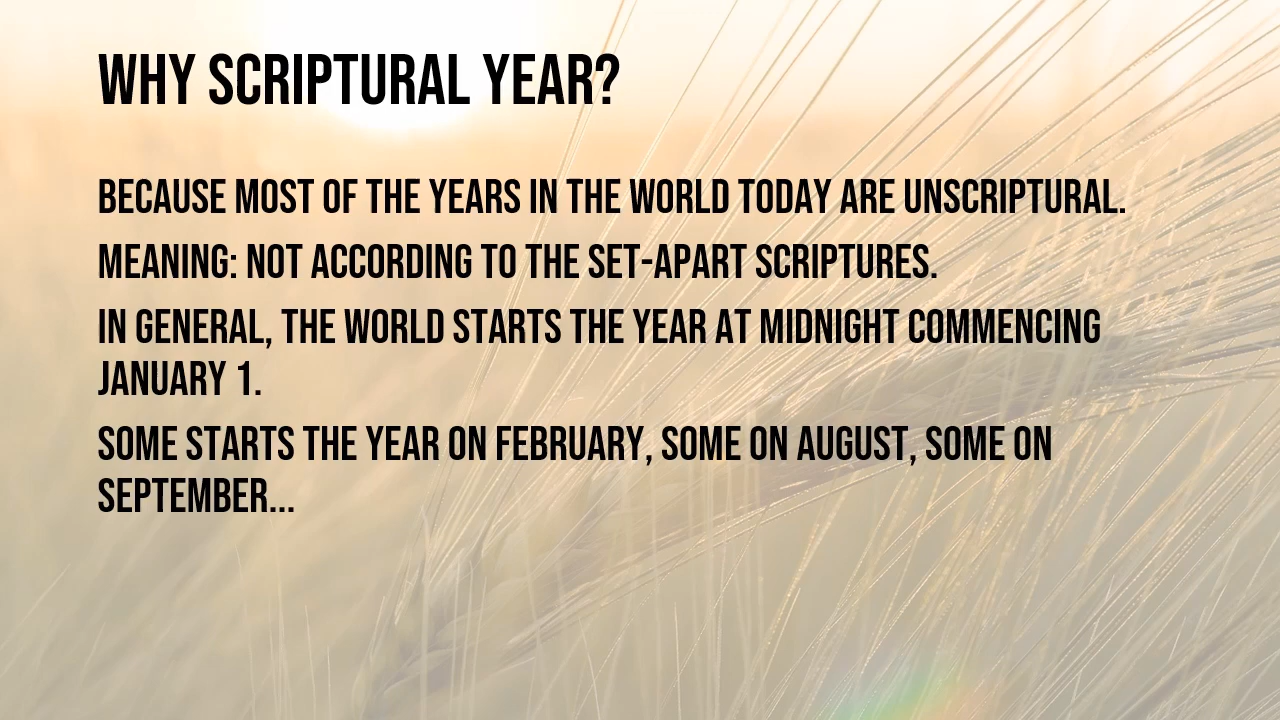 WHY SCRIPTURAL YEAR?
BECAUSE MOST OF THE YEARS IN THE WORLD TODAY ARE UNSCRIPTURAL.
MEANING: NOT ACCORDING TO THE SET-APART SCRIPTURES.
IN GENERAL, THE WORLD STARTS THE YEAR AT MIDNIGHT COMMENCING
JANUARY 1.
SOME STARTS THE YEAR ON FEBRUARY, SOME ON AUGUST, SOME ON
SEPTEMBER...